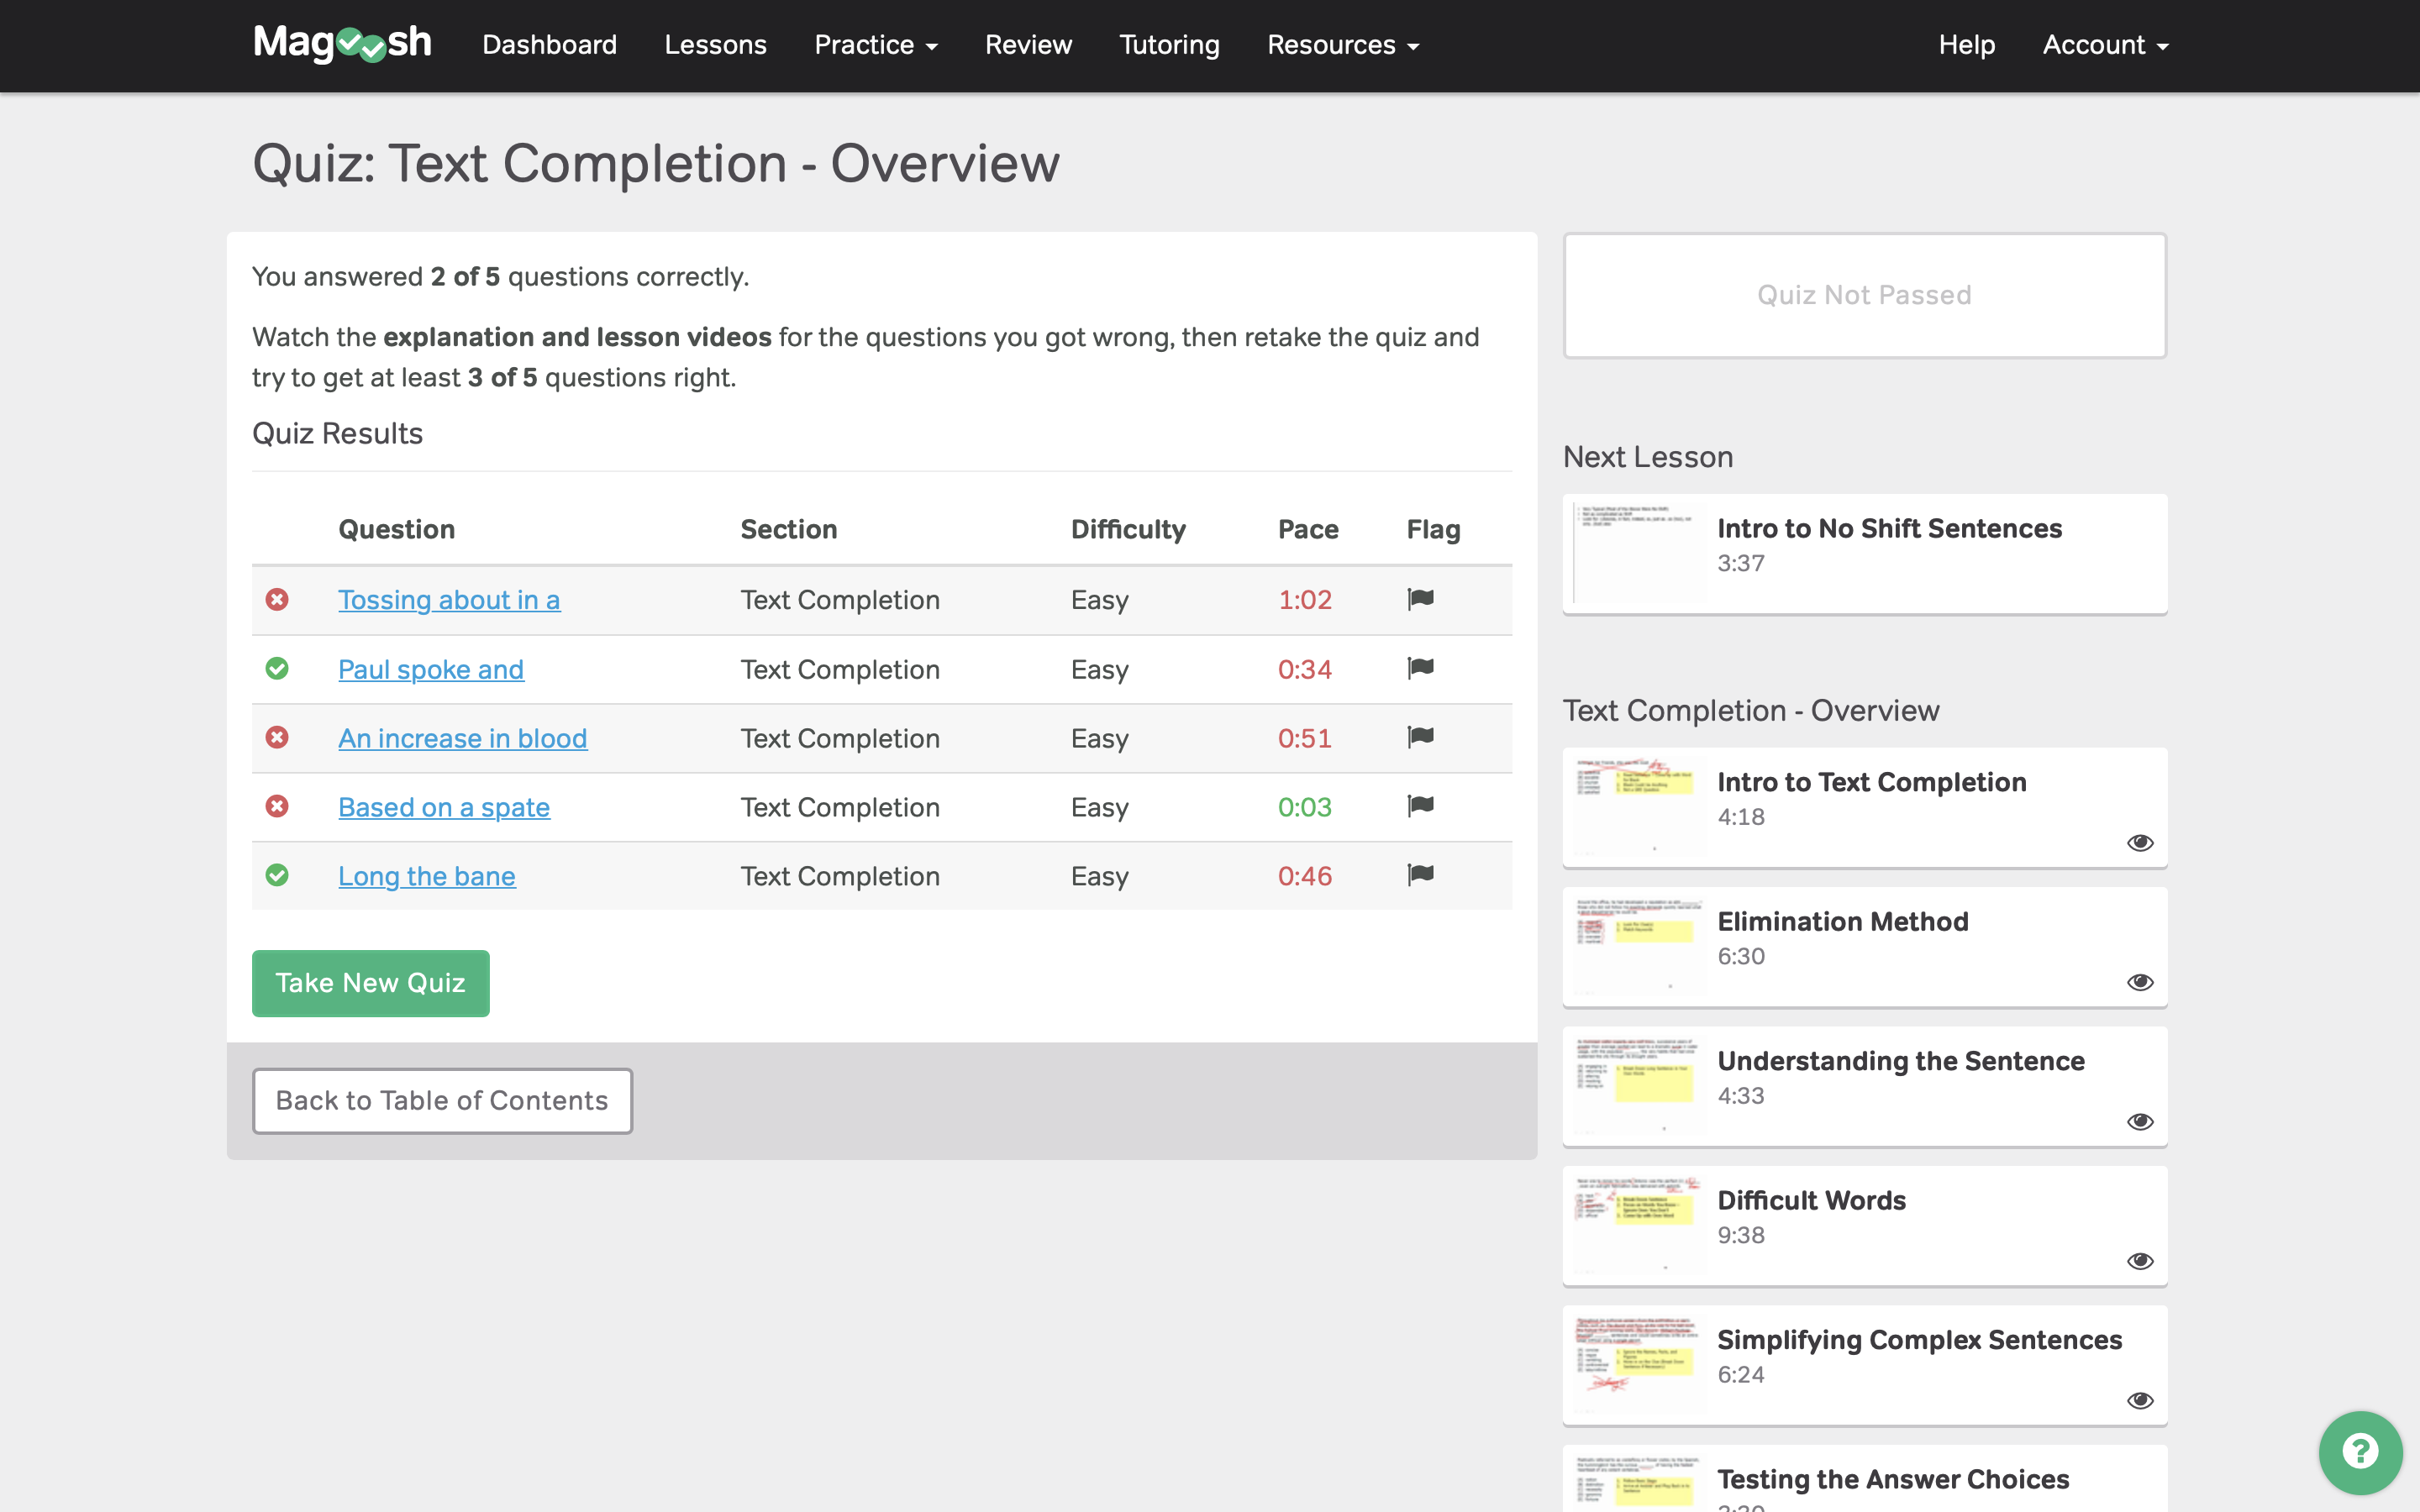 Magoosh Dashboard Lessons Practice Review Tutoring Resources Help Account
Quiz: Text Completion - Overview
You answered 2 of 5 questions correctly.
Watch the explanation and lesson videos for the questions you got wrong, then retake the quiz and
try to get at least 3 of 5 questions right.
Quiz Results
Question Section Difficulty Pace Flag
Tossing about in a Text Completion Easy 1:02
Paul spoke and Text Completion Easy 0:34
An increase in blood Text Completion Easy 0:51
Based on a spate Text Completion Easy 0:03
Long the bane Text Completion Easy 0:46
Take New Quiz
Back to Table of Contents
Quiz Not Passed
Next Lesson
Intro to No Shift Sentences
3:37
Text Completion - Overview
Intro to Text Completion
4:18
Elimination Method
6:30
Understanding the Sentence
4:33
Difficult Words
9:38
Simplifying Complex Sentences
6:24
Testing the Answer Choices
?